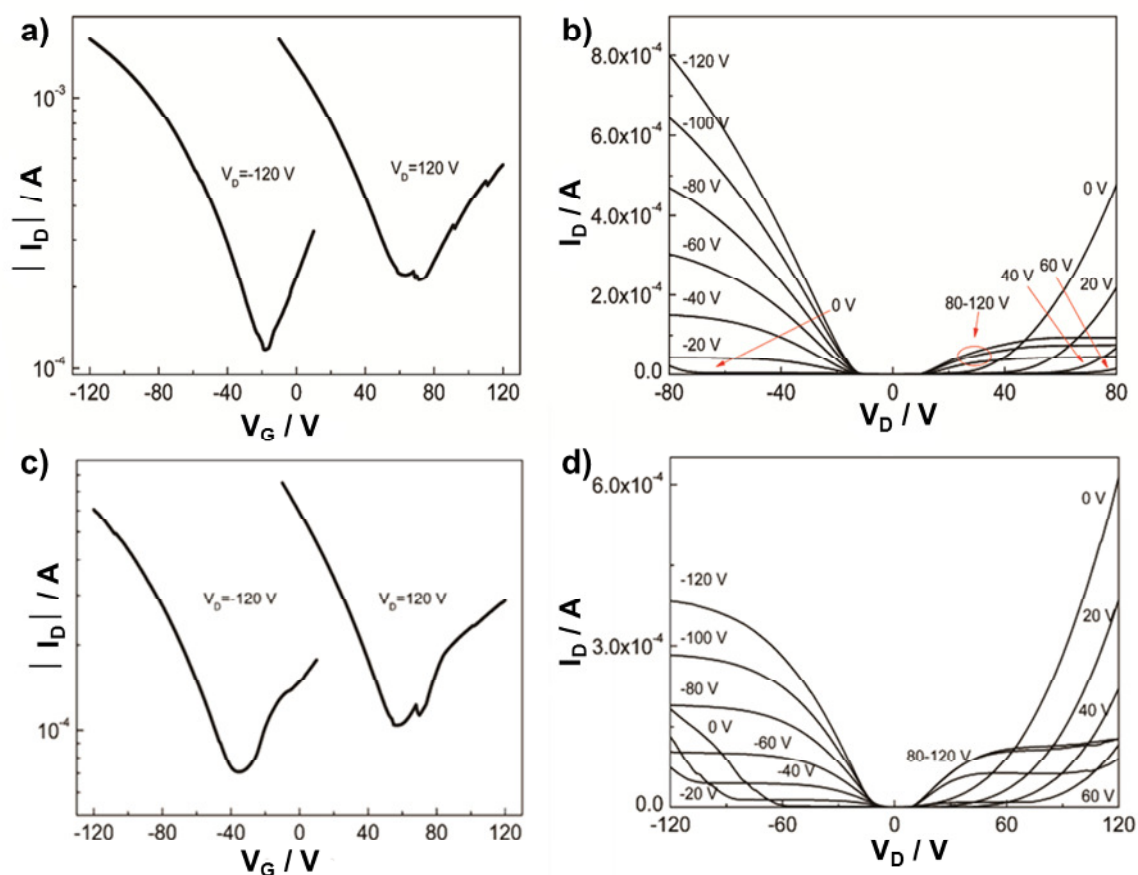 a)
10⁻³
10⁻⁴
| I_D | / A
V_D=-120 V
V_D=120 V
-120 -80 -40 0 40 80 120
V_G / V
b)
8.0x10⁻⁴
6.0x10⁻⁴
4.0x10⁻⁴
2.0x10⁻⁴
0.0
I_D / A
-120 V
-100 V
-80 V
-60 V
-40 V
-20 V
0 V
0 V
60 V
40 V
20 V
80-120 V
-80 -40 0 40 80
V_D / V
c)
10⁻⁴
| I_D | / A
V_D=-120 V
V_D=120 V
-120 -80 -40 0 40 80 120
V_G / V
d)
6.0x10⁻⁴
3.0x10⁻⁴
0.0
I_D / A
-120 V
-100 V
-80 V
0 V
-60 V
-40 V
-20 V
0 V
20 V
40 V
80-120 V
60 V
-120 -60 0 60 120
V_D / V